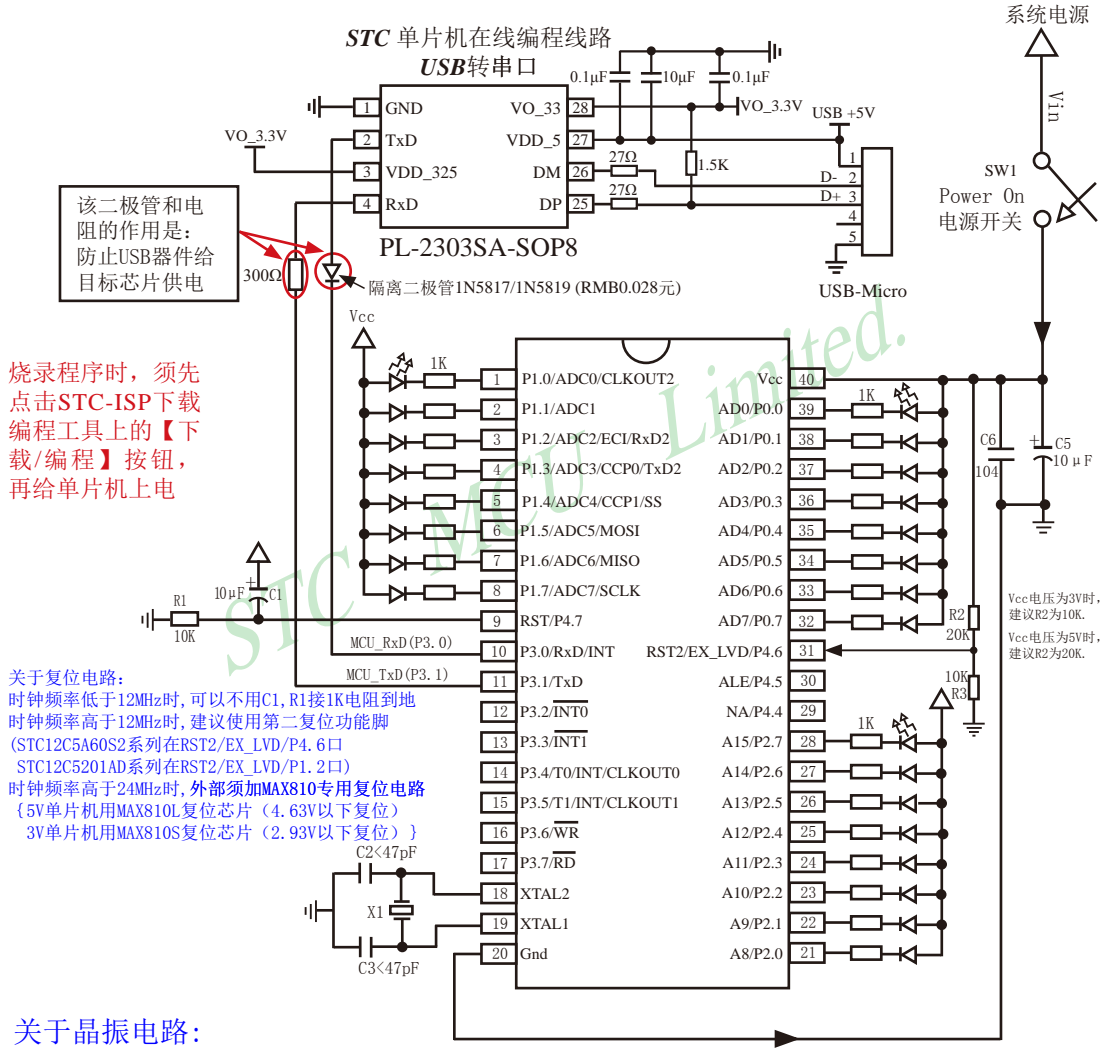 系统电源
STC 单片机在线编程线路
USB转串口
0.1μF
10μF
0.1μF
Vin
1 GND
2 TxD
3 VDD_325
4 RxD
VO_33 28
VDD_5 27
DM 26
DP 25
VO_3.3V
VO_3.3V
USB +5V
27Ω
27Ω
1.5K
D-
D+
1
2
3
4
5
SW1
Power On
电源开关
PL-2303SA-SOP8
USB-Micro
该二极管和电
阻的作用是:
防止USB器件给
目标芯片供电
300Ω
隔离二极管1N5817/1N5819 (RMB0.028元)
Vcc
烧录程序时，须先
点击STC-ISP下载
编程工具上的【下
载/编程】按钮，
再给单片机上电
STC MCU Limited.
1K
1 P1.0/ADC0/CLKOUT2
2 P1.1/ADC1
3 P1.2/ADC2/ECI/RxD2
4 P1.3/ADC3/CCP0/TxD2
5 P1.4/ADC4/CCP1/SS
6 P1.5/ADC5/MOSI
7 P1.6/ADC6/MISO
8 P1.7/ADC7/SCLK
9 RST/P4.7
10 P3.0/RxD/INT
11 P3.1/TxD
12 P3.2/INT0
13 P3.3/INT1
14 P3.4/T0/INT/CLKOUT0
15 P3.5/T1/INT/CLKOUT1
16 P3.6/WR
17 P3.7/RD
18 XTAL2
19 XTAL1
20 Gnd
Vcc 40
AD0/P0.0 39
AD1/P0.1 38
AD2/P0.2 37
AD3/P0.3 36
AD4/P0.4 35
AD5/P0.5 34
AD6/P0.6 33
AD7/P0.7 32
RST2/EX_LVD/P4.6 31
ALE/P4.5 30
NA/P4.4 29
A15/P2.7 28
A14/P2.6 27
A13/P2.5 26
A12/P2.4 25
A11/P2.3 24
A10/P2.2 23
A9/P2.1 22
A8/P2.0 21
1K
1K
C6
104
+
C5
10μF
R2
20K
10K
R3
Vcc电压为3V时,
建议R2为10K.
Vcc电压为5V时,
建议R2为20K.
10μF
+
C1
R1
10K
MCU_RxD(P3.0)
MCU_TxD(P3.1)
关于复位电路:
时钟频率低于12MHz时,可以不用C1,R1接1K电阻到地
时钟频率高于12MHz时,建议使用第二复位功能脚
(STC12C5A60S2系列在RST2/EX_LVD/P4.6口
STC12C5201AD系列在RST2/EX_LVD/P1.2口)
时钟频率高于24MHz时,外部须加MAX810专用复位电路
{5V单片机用MAX810L复位芯片（4.63V以下复位）
3V单片机用MAX810S复位芯片（2.93V以下复位）}
C2<47pF
X1
C3<47pF
关于晶振电路: